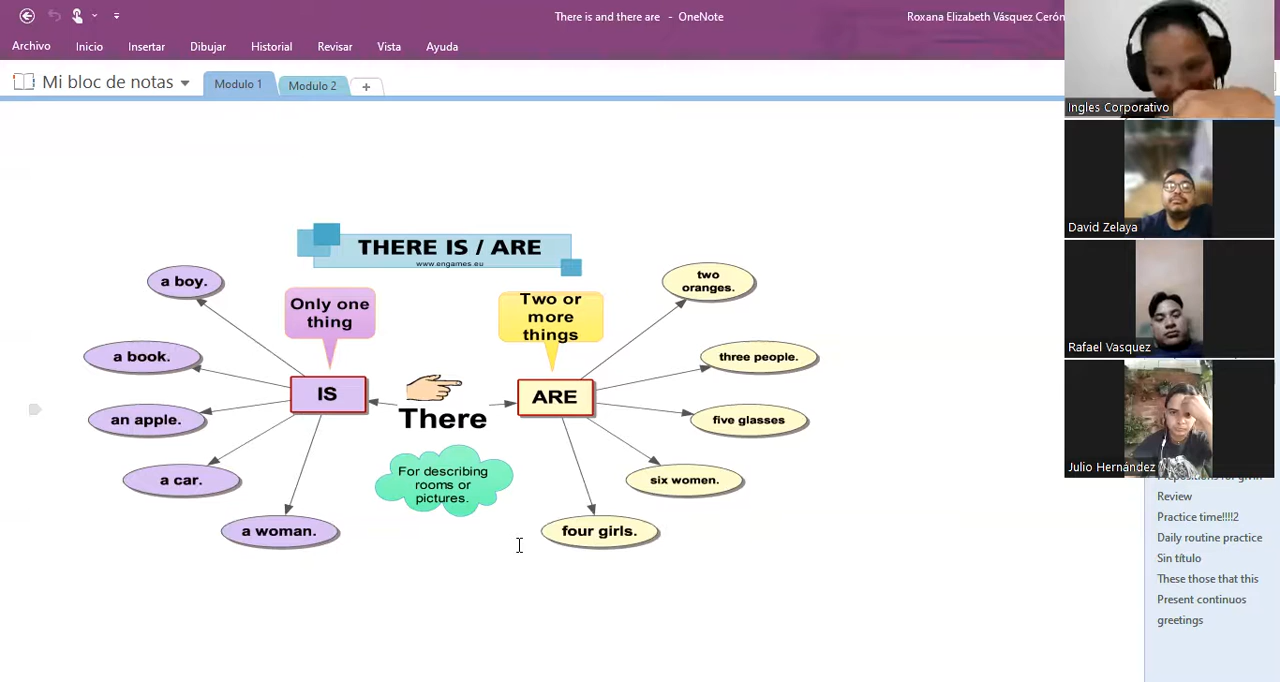 There is and there are - OneNote
Roxana Elizabeth Vásquez Cerón
Archivo Inicio Insertar Dibujar Historial Revisar Vista Ayuda
Mi bloc de notas Modulo 1 Modulo 2 +
Ingles Corporativo
David Zelaya
Rafael Vasquez
Julio Hernández
THERE IS / ARE
www.engames.eu
Only one
thing
Two or
more
things
a boy.
a book.
an apple.
a car.
a woman.
IS
There
ARE
For describing
rooms or
pictures.
two
oranges.
three people.
five glasses
six women.
four girls.
Review
Practice time!!!!2
Daily routine practice
Sin título
These those that this
Present continuos
greetings